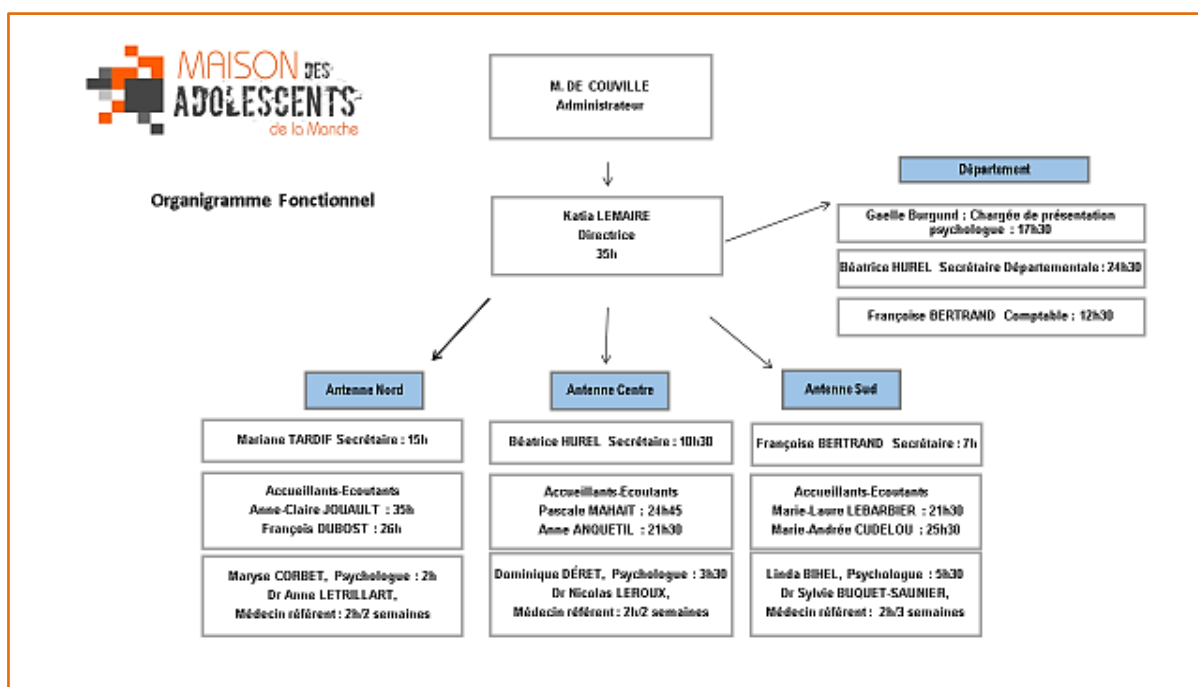 MAISON DES
ADOLESCENTS
de la Manche
Organigramme Fonctionnel
M. DE COUVILLE
Administrateur
Katia LEMAIRE
Directrice
35h
Département
Gaelle Burgund : Chargée de présentation
psychologue : 17h30
Béatrice HUREL Secrétaire Départementale : 24h30
Françoise BERTRAND Comptable : 12h30
Antenne Nord
Mariane TARDIF Secrétaire : 15h
Accueillants-Ecoutants
Anne-Claire JOUAULT : 35h
François DUBOST : 26h
Maryse CORBET, Psychologue : 2h
Dr Anne LETRILLART,
Médecin référent : 2h/2 semaines
Antenne Centre
Béatrice HUREL Secrétaire : 10h30
Accueillants-Ecoutants
Pascale MAHAIT : 24h45
Anne ANQUETIL : 21h30
Dominique DÉRET, Psychologue : 3h30
Dr Nicolas LEROUX,
Médecin référent : 2h/2 semaines
Antenne Sud
Françoise BERTRAND Secrétaire : 7h
Accueillants-Ecoutants
Marie-Laure LEBARBIER : 21h30
Marie-Andrée CUDELOU : 25h30
Linda BIHEL, Psychologue : 5h30
Dr Sylvie BUQUET-SAUNIER,
Médecin référent : 2h/3 semaines